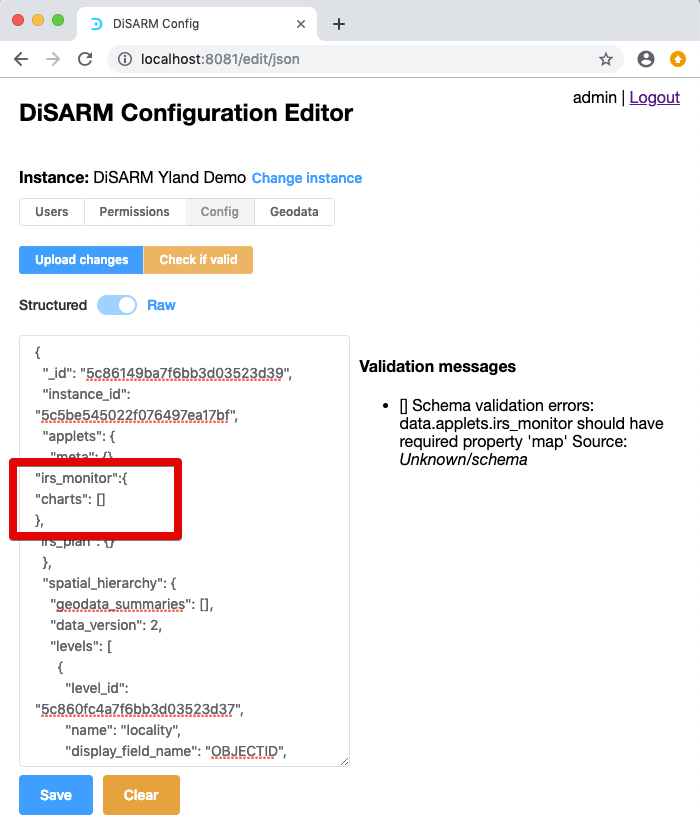 DiSARM Config
localhost:8081/edit/json
admin | Logout
DiSARM Configuration Editor
Instance: DiSARM Yland Demo Change instance
Users Permissions Config Geodata
Upload changes Check if valid
Structured Raw
{
"_id": "5c86149ba7f6bb3d03523d39",
"instance_id":
"5c5be545022f076497ea17bf",
"applets": {
"meta": {}
"irs_monitor":{
"charts": []
},
irs_plan": {}
},
"spatial_hierarchy": {
"geodata_summaries": [],
"data_version": 2,
"levels": [
{
"level_id":
"5c860fc4a7f6bb3d03523d37",
"name": "locality",
"display_field_name": "OBJECTID",
Validation messages
• [] Schema validation errors:
data.applets.irs_monitor should have
required property 'map' Source:
Unknown/schema
Save Clear